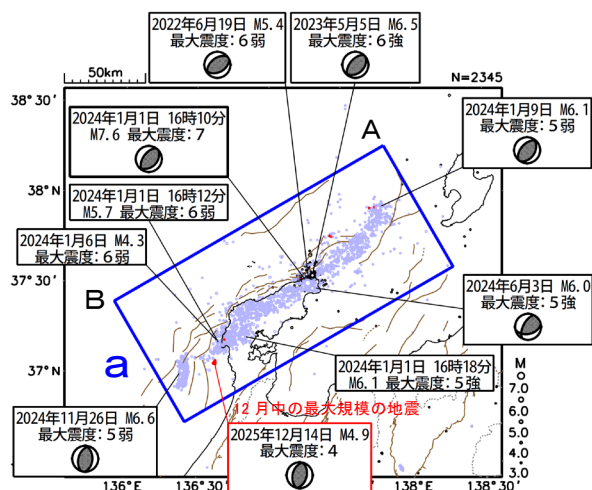 2022年6月19日 M5.4
最大震度：6弱
2023年5月5日 M6.5
最大震度：6強
50km
N=2345
38°30'
2024年1月1日 16時10分
M7.6 最大震度：7
A
2024年1月9日 M6.1
最大震度：5弱
38°N
2024年1月1日 16時12分
M5.7 最大震度：6弱
2024年1月6日 M4.3
最大震度：6弱
37°30'
B
2024年6月3日 M6.0
最大震度：5強
a
37°N
2024年1月1日 16時18分
M6.1 最大震度：5強
M
7.0
6.0
5.0
4.0
3.0
12月中の最大規模の地震
2024年11月26日 M6.6
最大震度：5弱
2025年12月14日 M4.9
最大震度：4
136°E
136°30'
138°E
138°30'